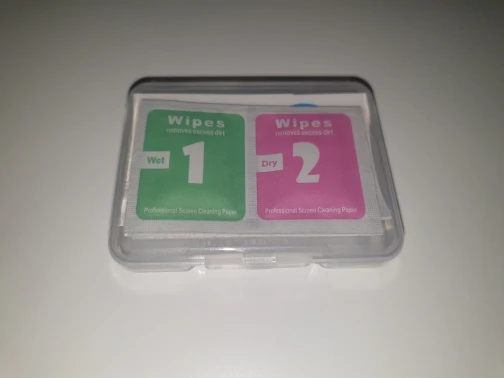 Wipes
removes excess dirt
Wet
1
Professional Screen Cleaning Paper
Wipes
removes excess dirt
Dry
2
Professional Screen Cleaning Paper